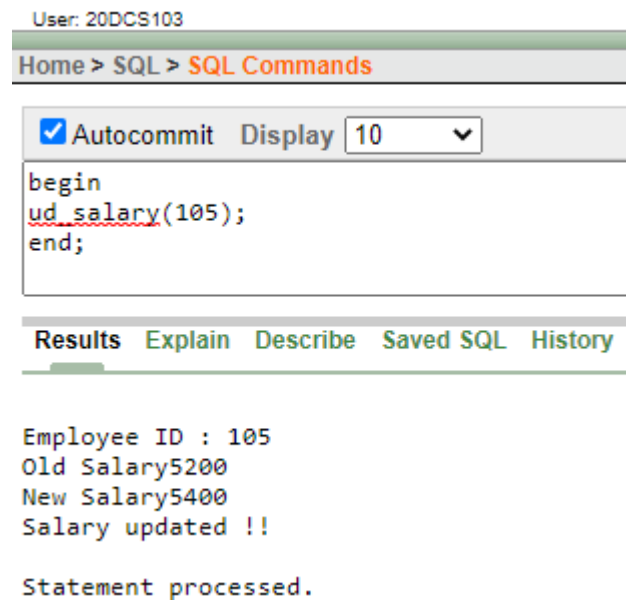 User: 20DCS103
Home > SQL > SQL Commands
Autocommit Display 10
begin
ud_salary(105);
end;
Results Explain Describe Saved SQL History
Employee ID : 105
Old Salary5200
New Salary5400
Salary updated !!
Statement processed.